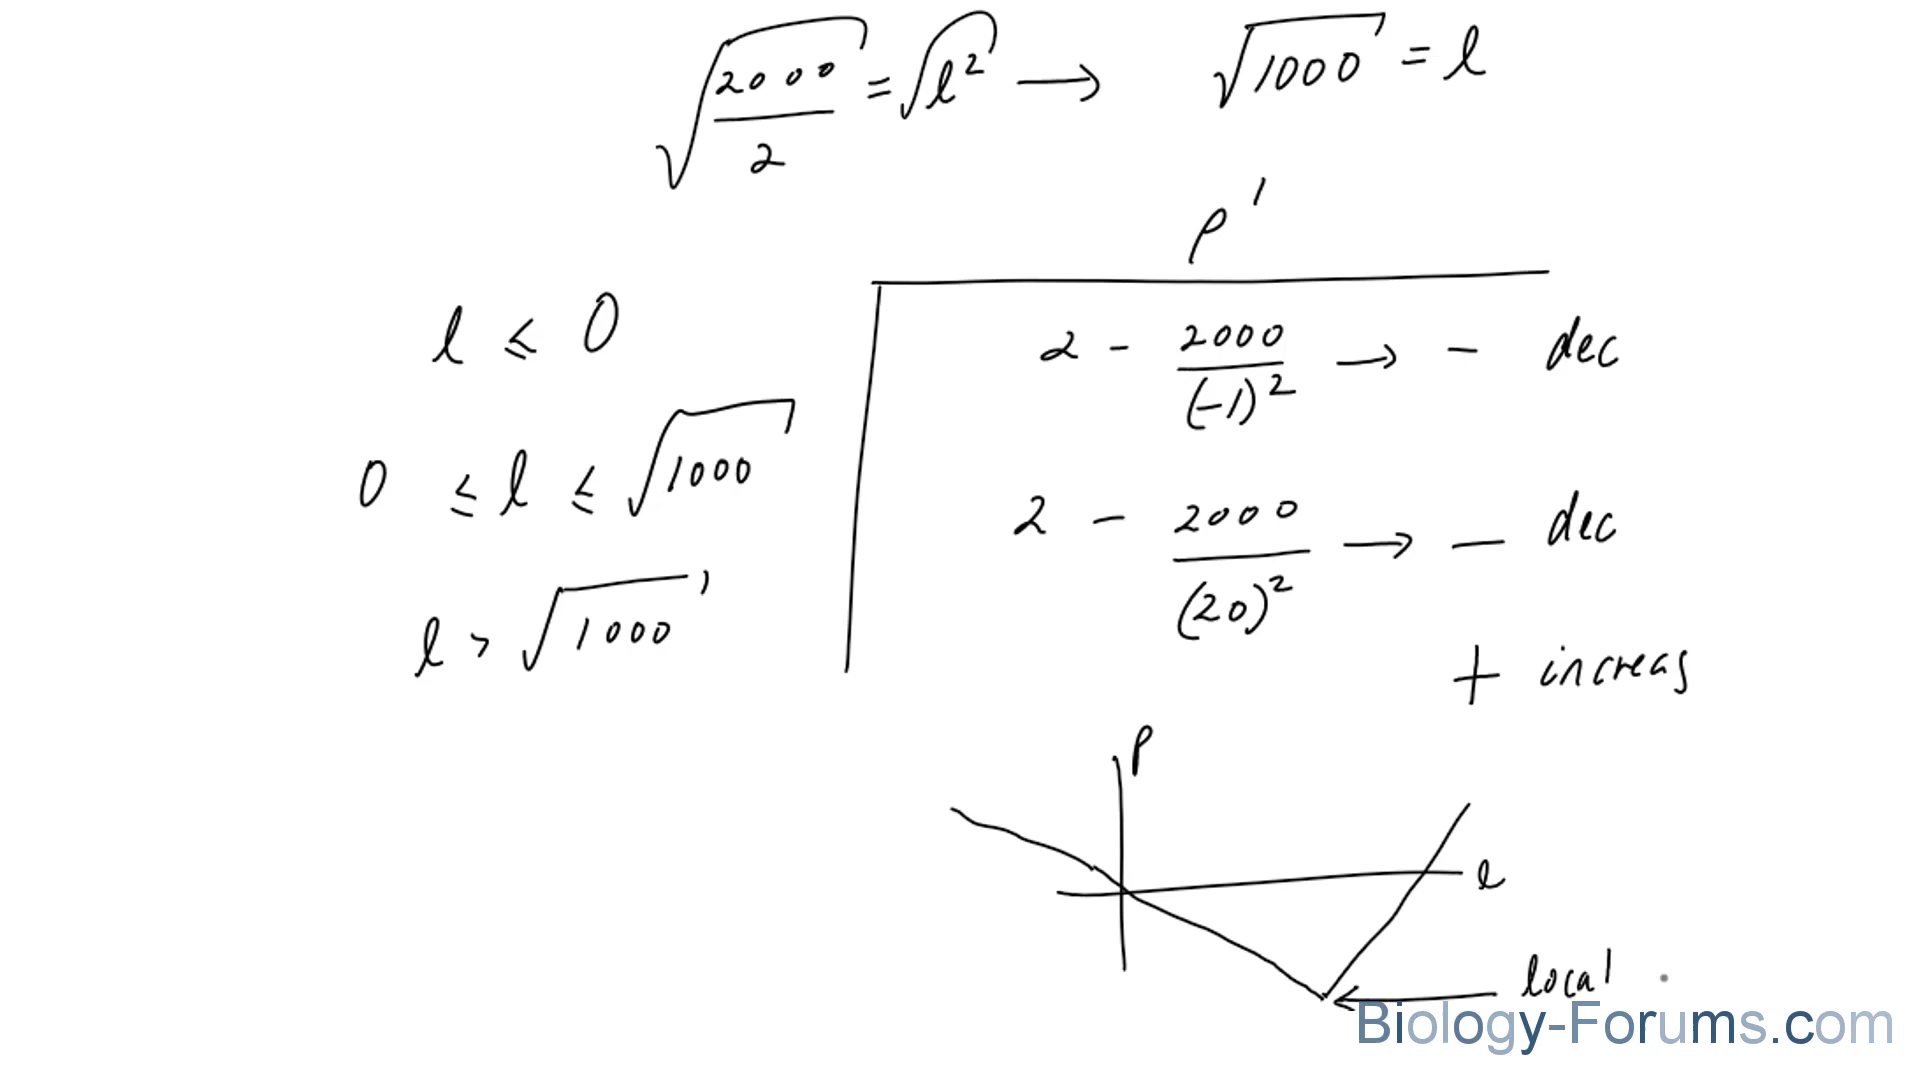 √(2000/2) = √(l²) → √1000 = l
P'
l ≤ 0 2 - 2000/(-1)² → - dec
0 ≤ l ≤ √1000 2 - 2000/(20)² → - dec
l > √1000 + increas
P
l
local
Biology-Forums.com